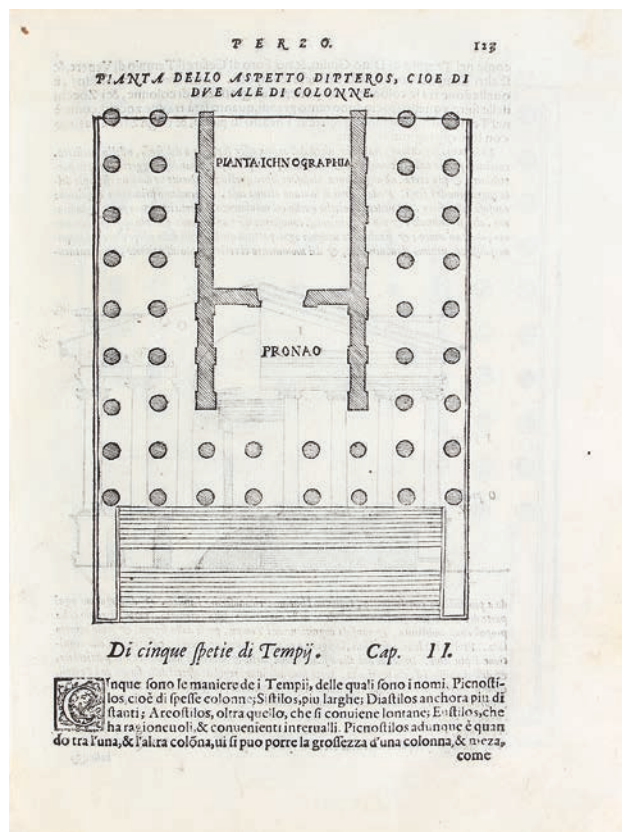 TERZO. 123
PIANTA DELLO ASPETTO DIPTEROS, CIOE DI
DVE ALE DI COLONNE.
PIANTA·ICHNOGRAPHIA
PRONAO
Di cinque spetie di Tempij. Cap. II.
Cinque sono le maniere de i Tempij, delle quali sono i nomi. Picnosti-
los, cioè di spesse colonne; Sistilos, piu larghe; Diastilos anchora piu di
stanti; Areostilos, oltra quello, che si conuiene lontane; Eustilos, che
ha ragioneuoli, & conuenienti interualli. Picnostilos adunque è quan
do tra l'una, & l'altra colõna, ui si puo porre la grossezza d'una colonna, & meza,
come